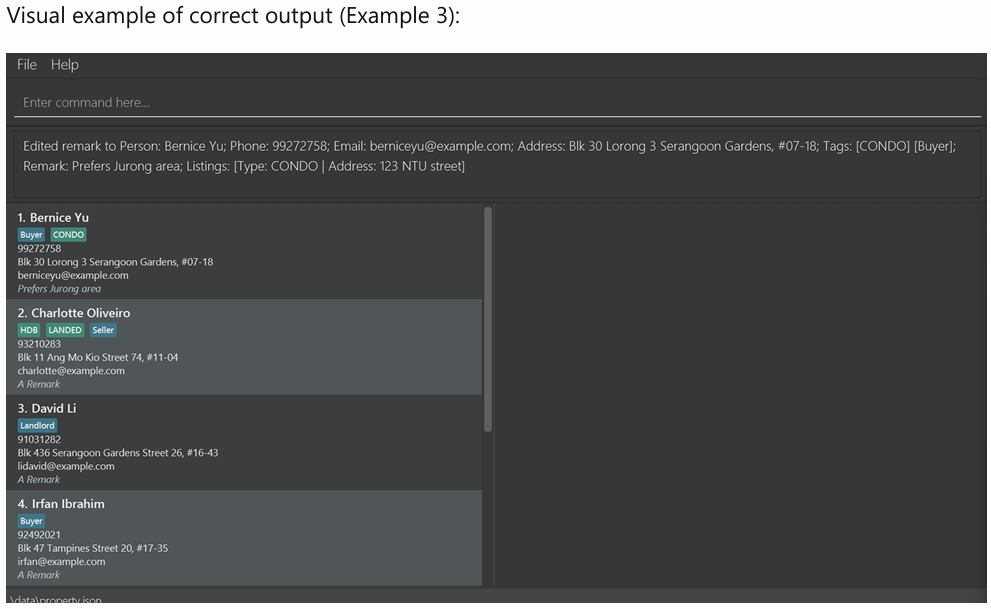 Visual example of correct output (Example 3):
File Help
Enter command here...
Edited remark to Person: Bernice Yu; Phone: 99272758; Email: berniceyu@example.com; Address: Blk 30 Lorong 3 Serangoon Gardens, #07-18; Tags: [CONDO] [Buyer];
Remark: Prefers Jurong area; Listings: [Type: CONDO | Address: 123 NTU street]
1. Bernice Yu
Buyer CONDO
99272758
Blk 30 Lorong 3 Serangoon Gardens, #07-18
berniceyu@example.com
Prefers Jurong area
2. Charlotte Oliveiro
HDB LANDED Seller
93210283
Blk 11 Ang Mo Kio Street 74, #11-04
charlotte@example.com
A Remark
3. David Li
Landlord
91031282
Blk 436 Serangoon Gardens Street 26, #16-43
lidavid@example.com
A Remark
4. Irfan Ibrahim
Buyer
92492021
Blk 47 Tampines Street 20, #17-35
irfan@example.com
A Remark
\data\property.json